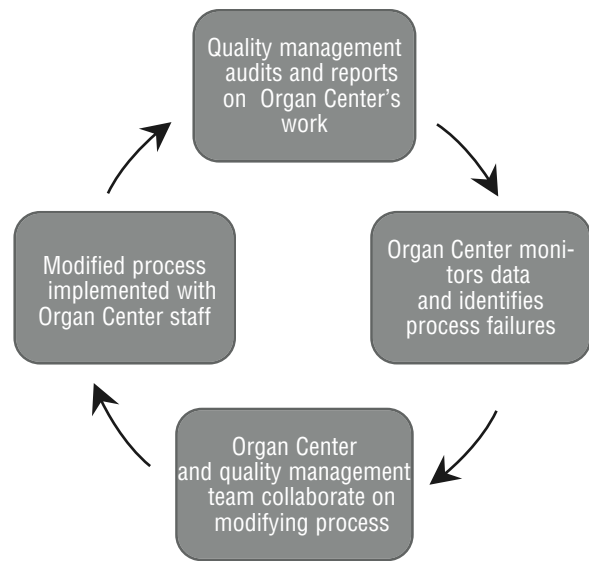 Quality management
audits and reports
on Organ Center's
work
Organ Center moni-
tors data
and identifies
process failures
Organ Center
and quality management
team collaborate on
modifying process
Modified process
implemented with
Organ Center staff